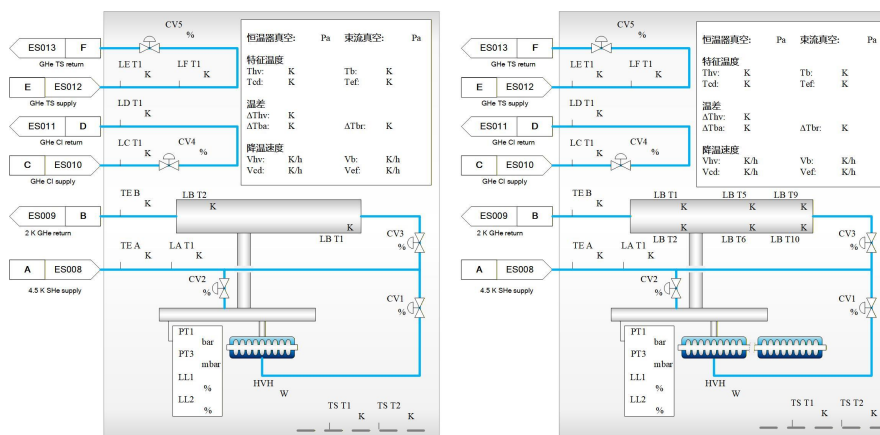 CV5
%
ES013 F
GHe TS return
LE T1 LF T1
K K
E ES012
GHe TS supply
LD T1
K
ES011 D
GHe CI return
CV4
LC T1
K %
C ES010
GHe CI supply
恒温器真空: Pa 束流真空: Pa
特征温度
Thv: K Tb: K
Tcd: K Tef: K
温差
ΔThv: K
ΔTba: K ΔTbr: K
降温速度
Vhv: K/h Vb: K/h
Vcd: K/h Vef: K/h
TE B
K
LB T2
K
ES009 B
2 K GHe return
K
LB T1
CV3
%
TE A LA T1
K K
A ES008
4.5 K SHe supply
CV2
%
CV1
%
PT1
bar
PT3
mbar
LL1
%
LL2
%
HVH
W
TS T1 TS T2
K K
CV5
%
ES013 F
GHe TS return
LE T1 LF T1
K K
E ES012
GHe TS supply
LD T1
K
ES011 D
GHe CI return
CV4
LC T1
K %
C ES010
GHe CI supply
恒温器真空: Pa 束流真空: Pa
特征温度
Thv: K Tb: K
Tcd: K Tef: K
温差
ΔThv: K
ΔTba: K ΔTbr: K
降温速度
Vhv: K/h Vb: K/h
Vcd: K/h Vef: K/h
TE B
K
LB T1 LB T5 LB T9
K K K
ES009 B
2 K GHe return
K K K
LB T2 LB T6 LB T10
CV3
%
TE A LA T1
K K
A ES008
4.5 K SHe supply
CV2
%
CV1
%
PT1
bar
PT3
mbar
LL1
%
LL2
%
HVH
W
TS T1 TS T2
K K